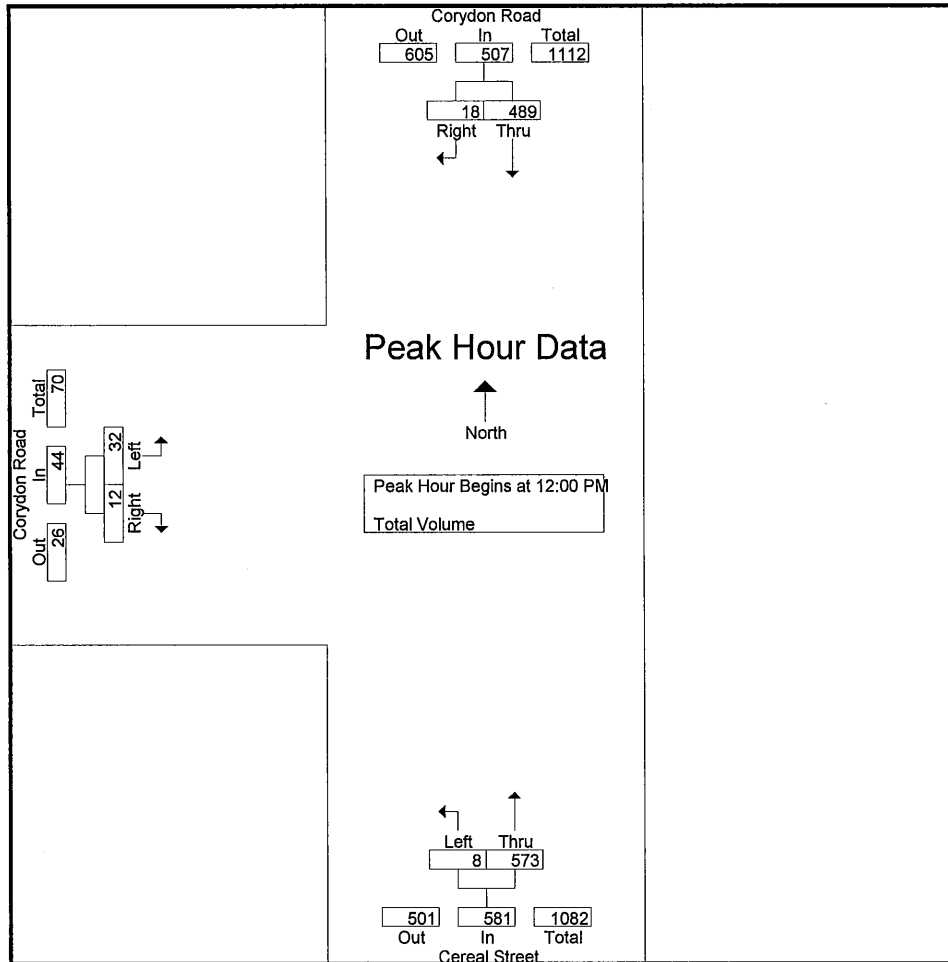 Corydon Road
Out In Total
605 507 1112
18 489
Right Thru
Peak Hour Data
North
Peak Hour Begins at 12:00 PM
Total Volume
Corydon Road
Total In Out
70 44 26
32 12
Left Right
Left Thru
8 573
501 581 1082
Out In Total
Cereal Street